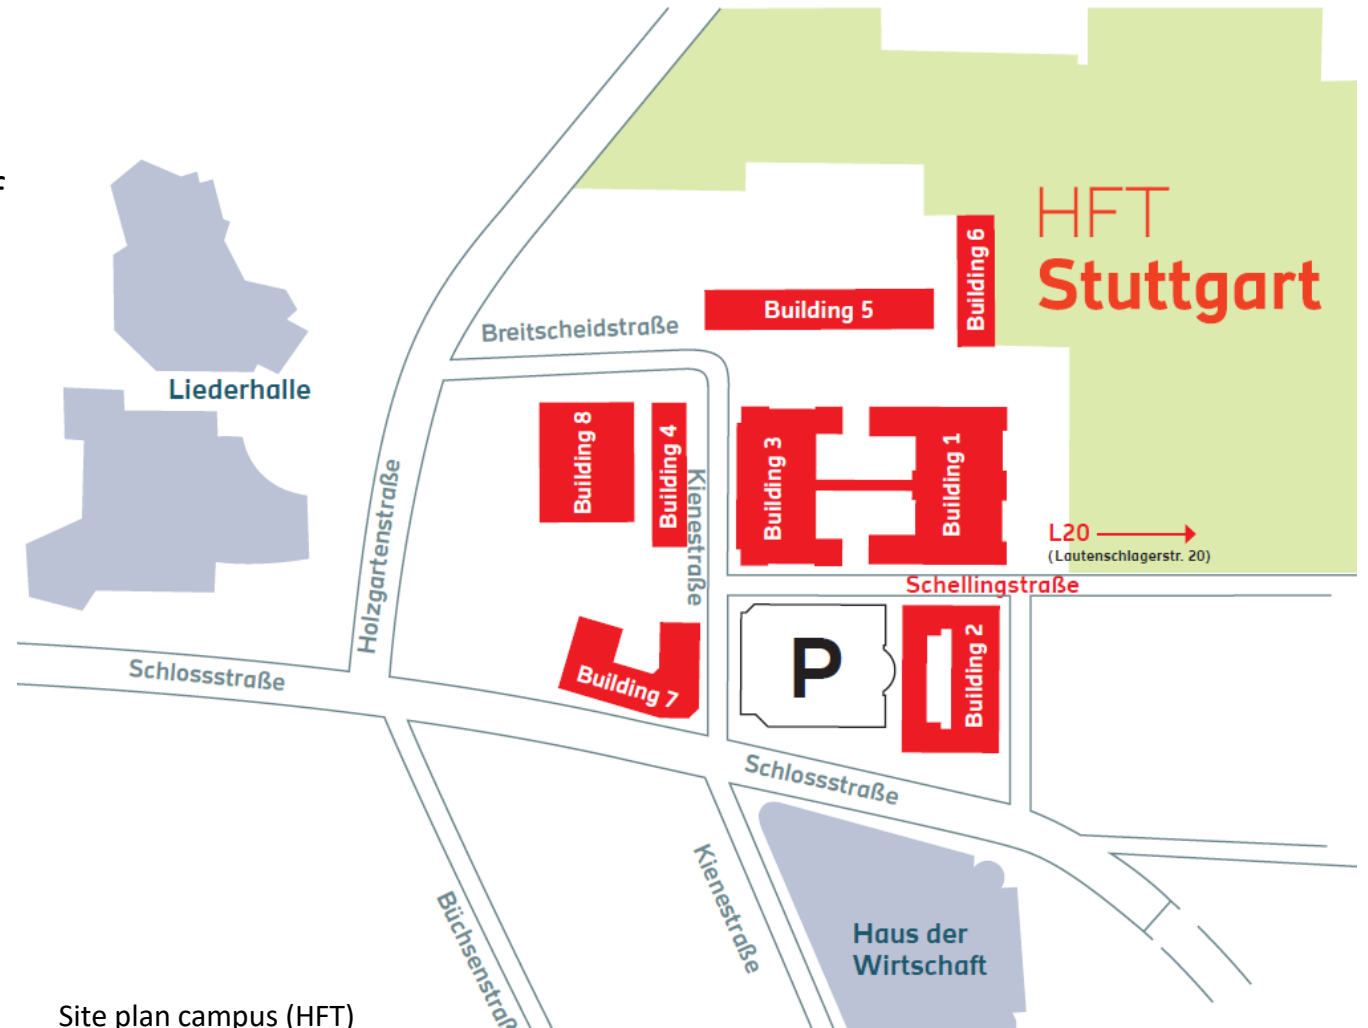 HFT
Stuttgart
Building 6
Building 5
Breitscheidstraße
Liederhalle
Building 8
Building 4
Kienestraße
Building 3
Building 1
Holzgartenstraße
L20
(Lautenschlagerstr. 20)
Schellingstraße
P
Building 2
Building 7
Schlossstraße
Schlossstraße
Kienestraße
Büchsenstraß
Haus der
Wirtschaft
Site plan campus (HFT)